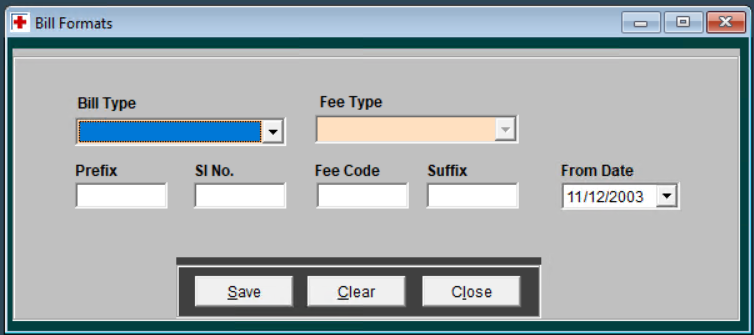 Bill Formats
Bill Type Fee Type
Prefix Sl No. Fee Code Suffix From Date
11/12/2003
Save Clear Close